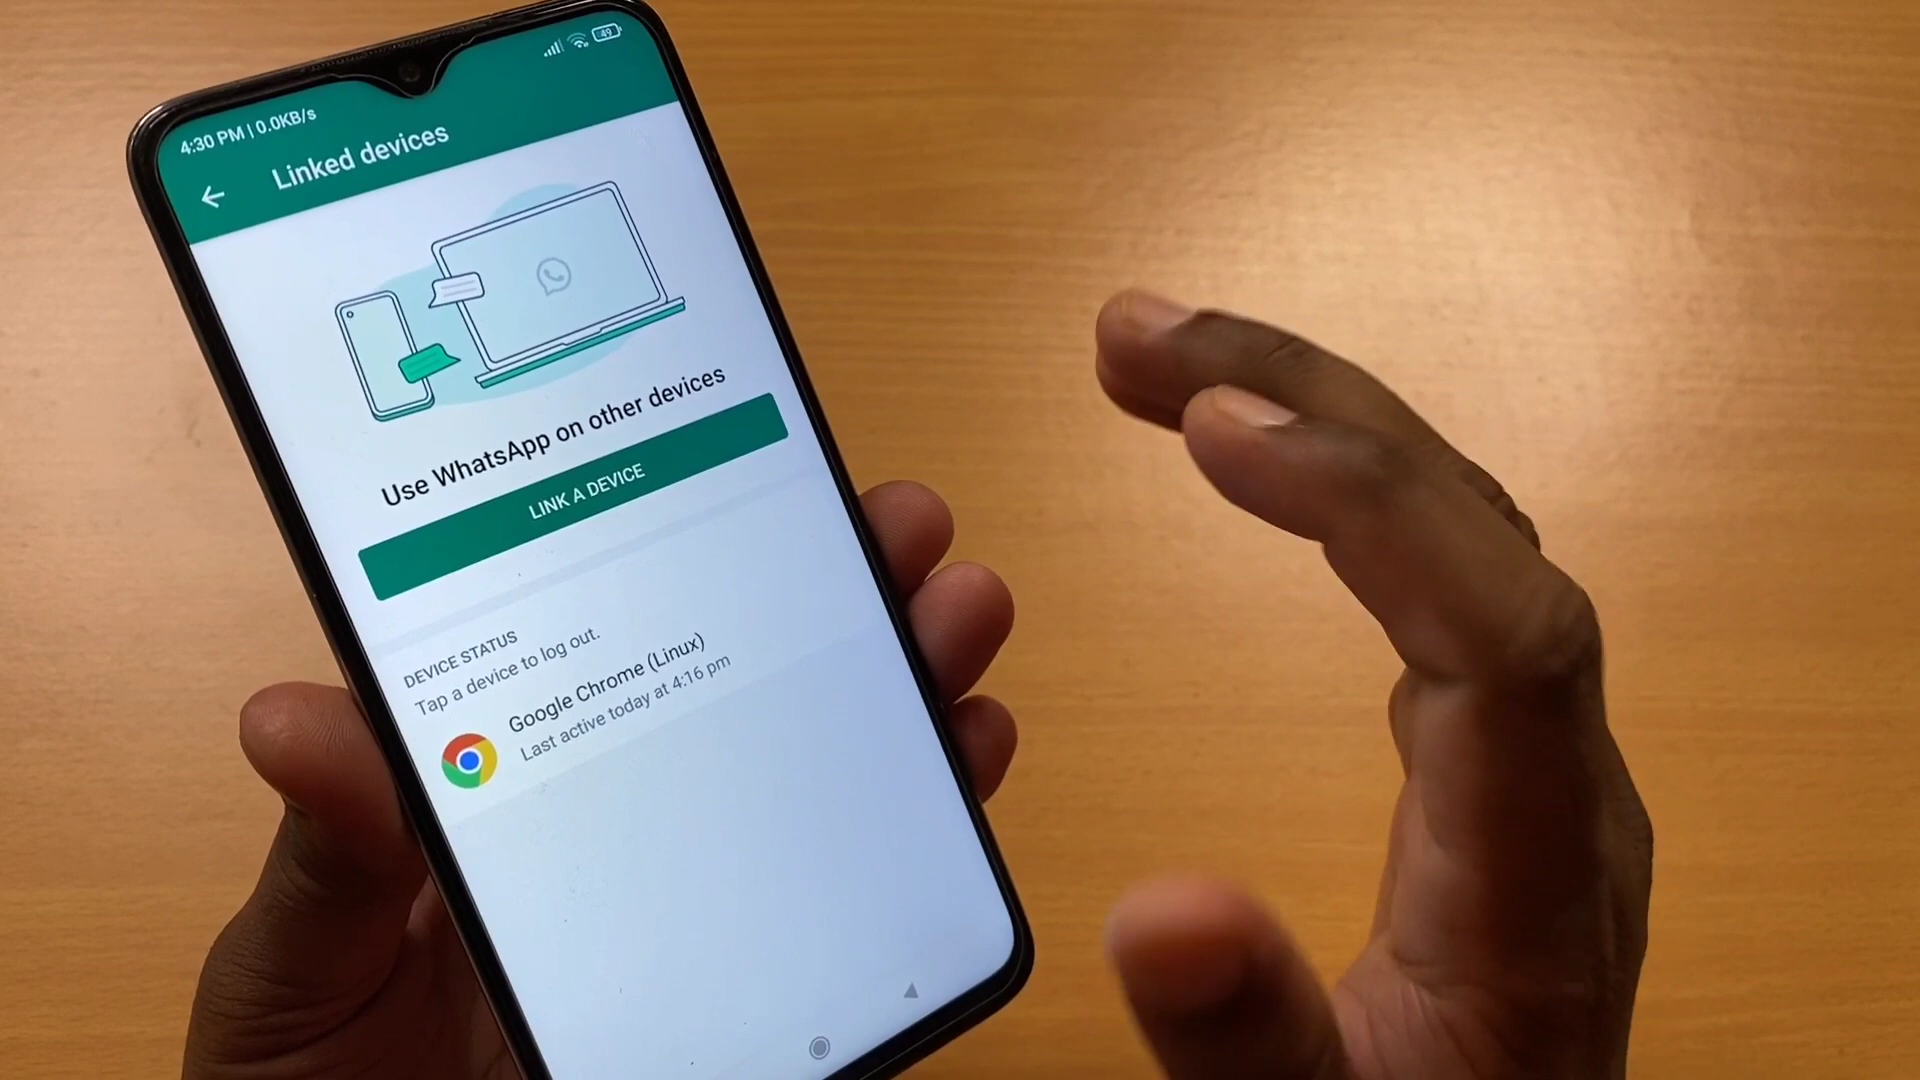 4:30 PM | 0.0KB/s
49
Linked devices
Use WhatsApp on other devices
LINK A DEVICE
DEVICE STATUS
Tap a device to log out.
Google Chrome (Linux)
Last active today at 4:16 pm